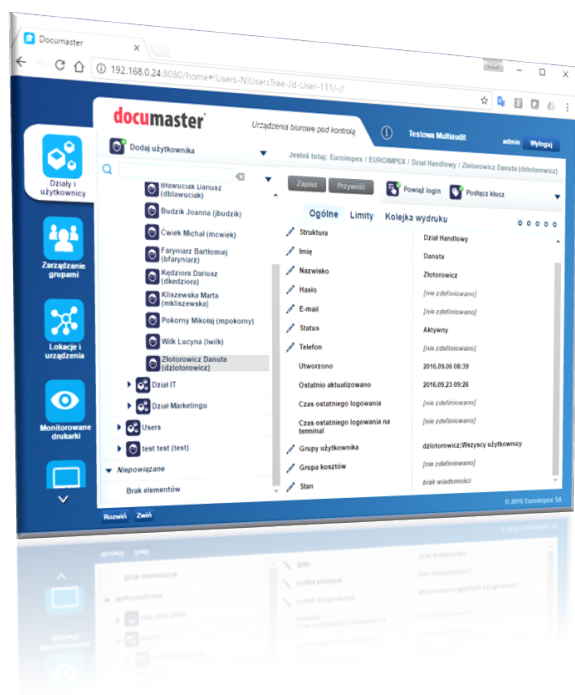 Documaster
192.168.0.24:8080/home#!Users-N!UsersTree-/d-User-111/-/!
documaster
Urządzenia biurowe pod kontrolą
Testowa Multiaudit
admin
Wyloguj
Działy i
użytkownicy
Zarządzanie
grupami
Lokacje i
urządzenia
Monitorowane
drukarki
Dodaj użytkownika
Bławuciak Dariusz
(dblawuciak)
Budzik Joanna (jbudzik)
Ćwiek Michał (mcwiek)
Faryniarz Bartłomiej
(bfaryniarz)
Kędziora Dariusz
(dkedziora)
Kliszewska Marta
(mkliszewska)
Pokorny Mikołaj (mpokorny)
Wilk Lucyna (lwilk)
Złotorowicz Danuta
(dzlotorowicz)
Dział IT
Dział Marketingu
Users
test test (test)
Niepowiązane
Brak elementów
Rozwiń Zwiń
Jesteś tutaj: Euroimpex / EUROIMPEX / Dział Handlowy / Złotorowicz Danuta (dzlotorowicz)
Zapisz Przywróć Powiąż login Podłącz klucz
Ogólne Limity Kolejka wydruku
Struktura Dział Handlowy
Imię Danuta
Nazwisko Złotorowicz
Hasło [nie zdefiniowano]
E-mail [nie zdefiniowano]
Status Aktywny
Telefon [nie zdefiniowano]
Utworzono 2016.09.06 08:39
Ostatnio aktualizowano 2016.09.23 09:26
Czas ostatniego logowania [nie zdefiniowano]
Czas ostatniego logowania na
terminal [nie zdefiniowano]
Grupy użytkownika dzlotorowicz;Wszyscy użytkownicy
Grupa kosztów [nie zdefiniowano]
Stan brak wiadomości
© 2016 Euroimpex SA